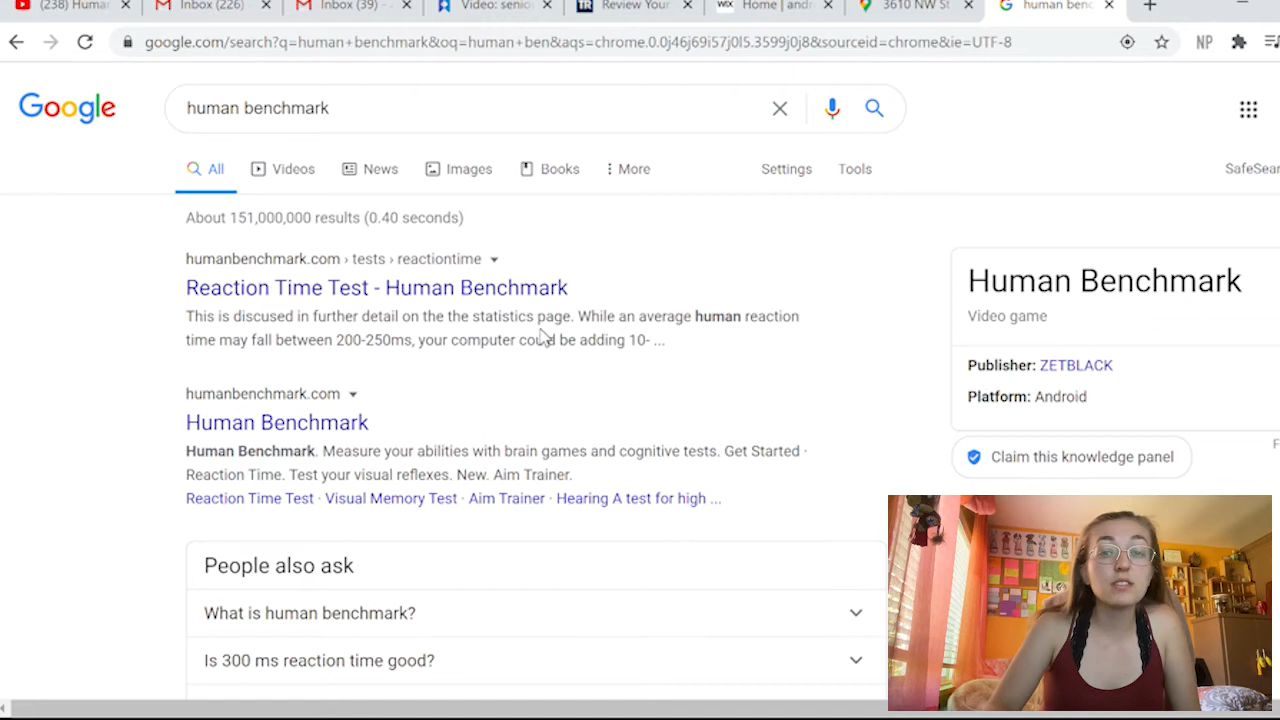 (238) Huma
Inbox (226)
Inbox (39) -
Video: senio
Review Your
Home | andr
3610 NW St
human benc
google.com/search?q=human+benchmark&oq=human+ben&aqs=chrome.0.0j46j69i57j0l5.3599j0j8&sourceid=chrome&ie=UTF-8
NP
Google
human benchmark
All
Videos
News
Images
Books
More
Settings
Tools
SafeSear
About 151,000,000 results (0.40 seconds)
humanbenchmark.com › tests › reactiontime
Reaction Time Test - Human Benchmark
This is discused in further detail on the the statistics page. While an average human reaction
time may fall between 200-250ms, your computer could be adding 10- ...
humanbenchmark.com
Human Benchmark
Human Benchmark. Measure your abilities with brain games and cognitive tests. Get Started ·
Reaction Time. Test your visual reflexes. New. Aim Trainer.
Reaction Time Test · Visual Memory Test · Aim Trainer · Hearing A test for high ...
People also ask
What is human benchmark?
Is 300 ms reaction time good?
Human Benchmark
Video game
Publisher: ZETBLACK
Platform: Android
Claim this knowledge panel
F